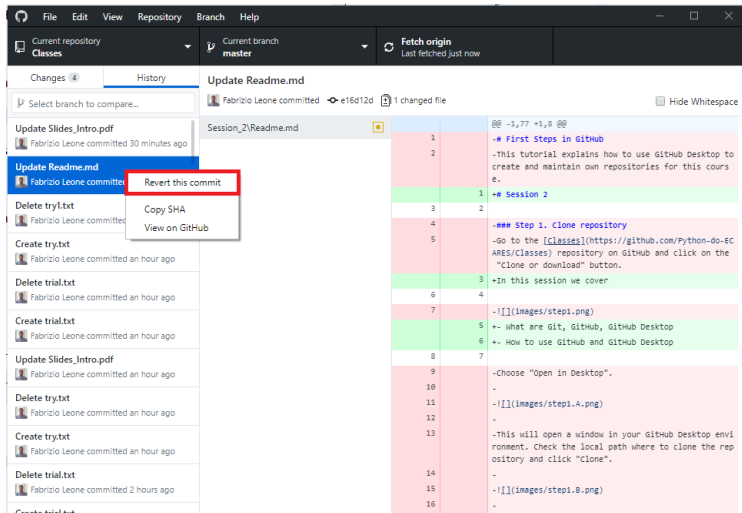 File Edit View Repository Branch Help
Current repository
Classes
Current branch
master
Fetch origin
Last fetched just now
Changes 4 History
Select branch to compare...
Update Slides_Intro.pdf
Fabrizio Leone committed 30 minutes ago
Update Readme.md
Fabrizio Leone committed
Revert this commit
Copy SHA
View on GitHub
Delete try1.txt
Fabrizio Leone committed
Create try.txt
Fabrizio Leone committed an hour ago
Delete trial.txt
Fabrizio Leone committed an hour ago
Create trial.txt
Fabrizio Leone committed an hour ago
Update Slides_Intro.pdf
Fabrizio Leone committed an hour ago
Delete try.txt
Fabrizio Leone committed an hour ago
Create try.txt
Fabrizio Leone committed an hour ago
Delete trial.txt
Fabrizio Leone committed 2 hours ago
Create trial.txt
Update Readme.md
Fabrizio Leone committed e16d12d 1 changed file
Hide Whitespace
Session_2\Readme.md
@@ -1,77 +1,8 @@
1 -# First Steps in GitHub
2 -This tutorial explains how to use GitHub Desktop to
create and maintain own repositories for this cours
e.
1 +# Session 2
3 2
4 -### Step 1. Clone repository
5 -Go to the [Classes](https://github.com/Python-do-EC
ARES/Classes) repository on GitHub and click on the
"Clone or download" button.
3 +In this session we cover
6 4
7 -![](images/step1.png)
5 +- What are Git, GitHub, GitHub Desktop
6 +- How to use GitHub and GitHub Desktop
8 7
9 -Choose "Open in Desktop".
10 -
11 -![](images/step1.A.png)
12 -
13 -This will open a window in your GitHub Desktop envi
ronment. Check the local path where to clone the rep
ository and click "Clone".
14 -
15 -![](images/step1.B.png)
16 -